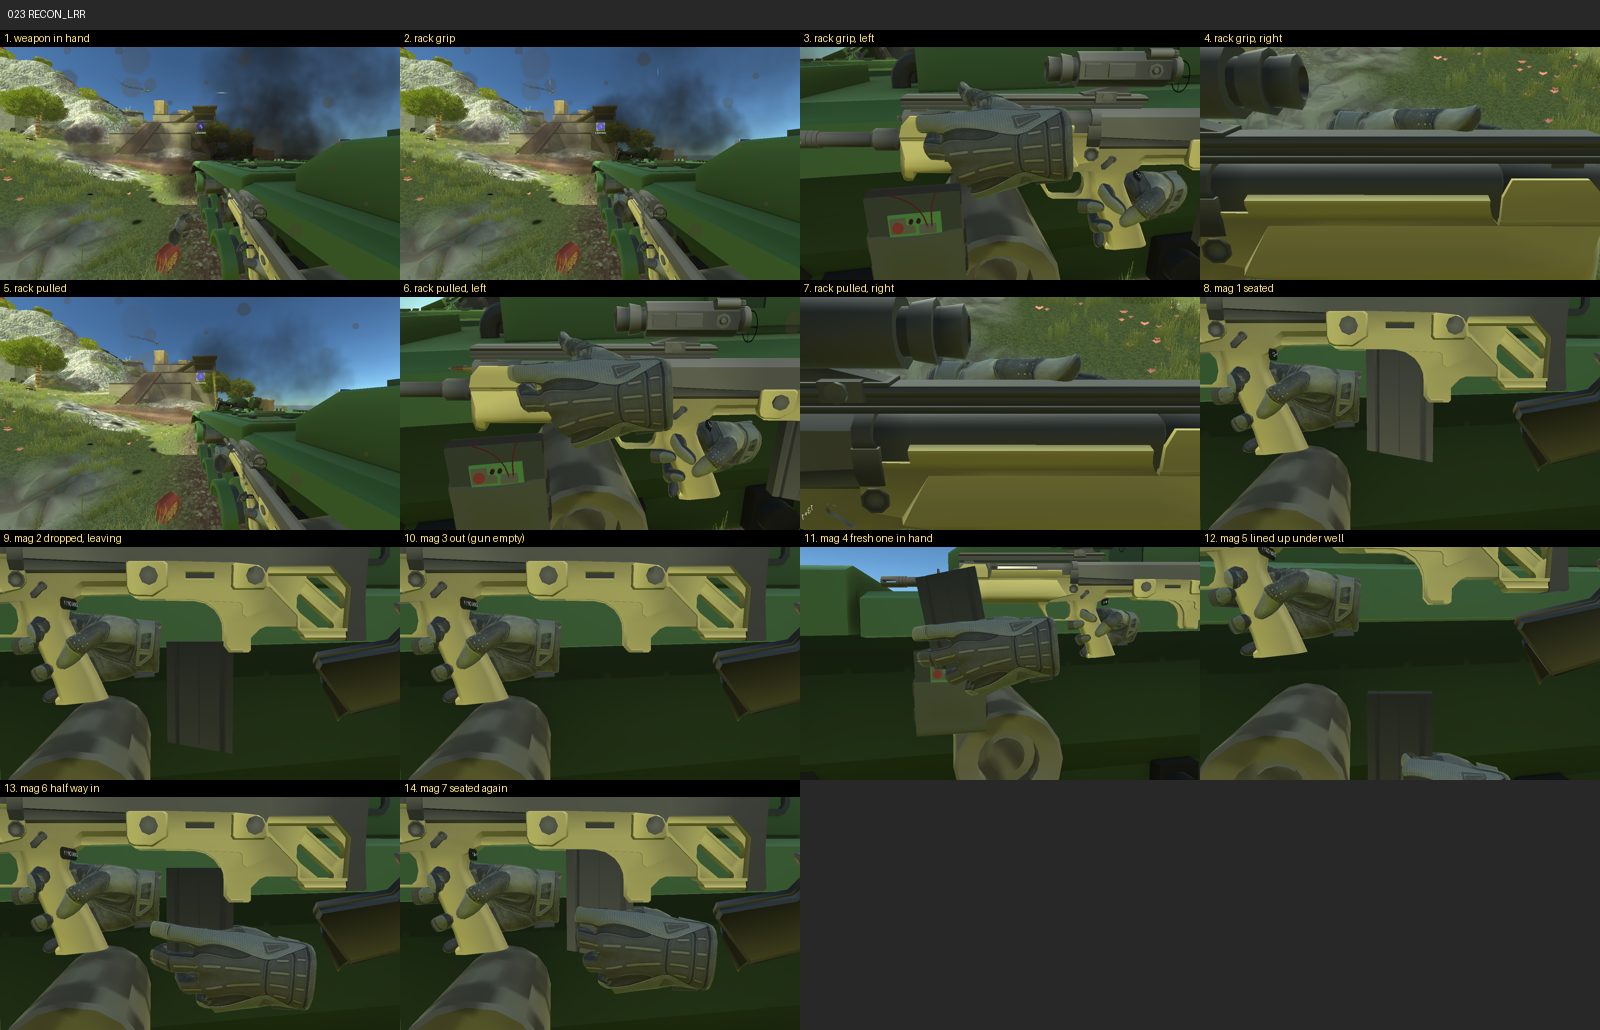 023 RECON_LRR
1. weapon in hand
2. rack grip
3. rack grip, left
4. rack grip, right
5. rack pulled
6. rack pulled, left
7. rack pulled, right
8. mag 1 seated
9. mag 2 dropped, leaving
10. mag 3 out (gun empty)
11. mag 4 fresh one in hand
12. mag 5 lined up under well
13. mag 6 half way in
14. mag 7 seated again